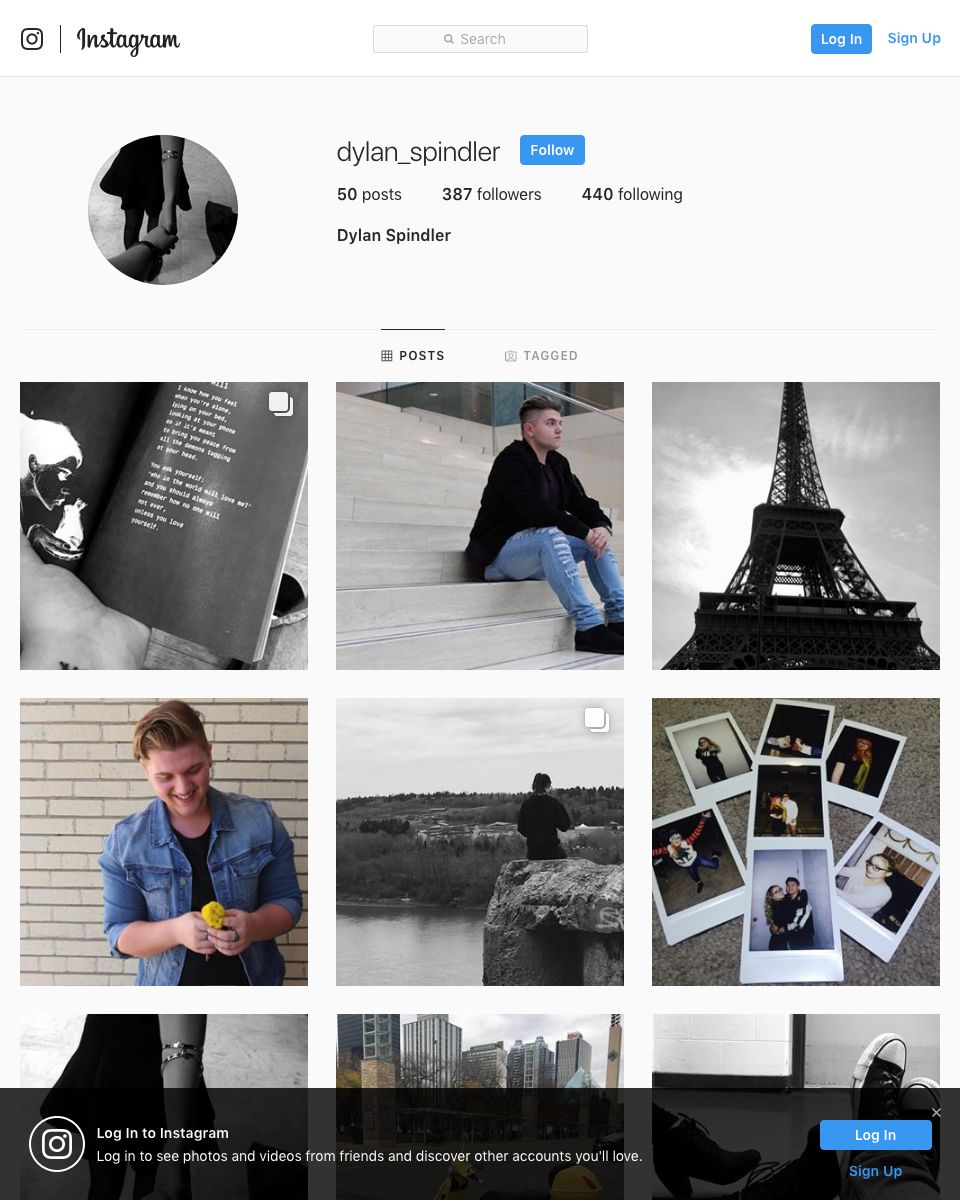 Instagram
Search
Log In
Sign Up
dylan_spindler
Follow
50 posts
387 followers
440 following
Dylan Spindler
POSTS
TAGGED
will
I know how you feel
when you're alone,
lying on your bed,
looking at your phone
as if it's meant
to bring you peace from
all the demons tugging
at your head.
You ask yourself;
"who in the world will love me?"
and you should always
remember how no one will
not ever,
unless you love
yourself.
Log In to Instagram
Log in to see photos and videos from friends and discover other accounts you'll love.
Log In
Sign Up